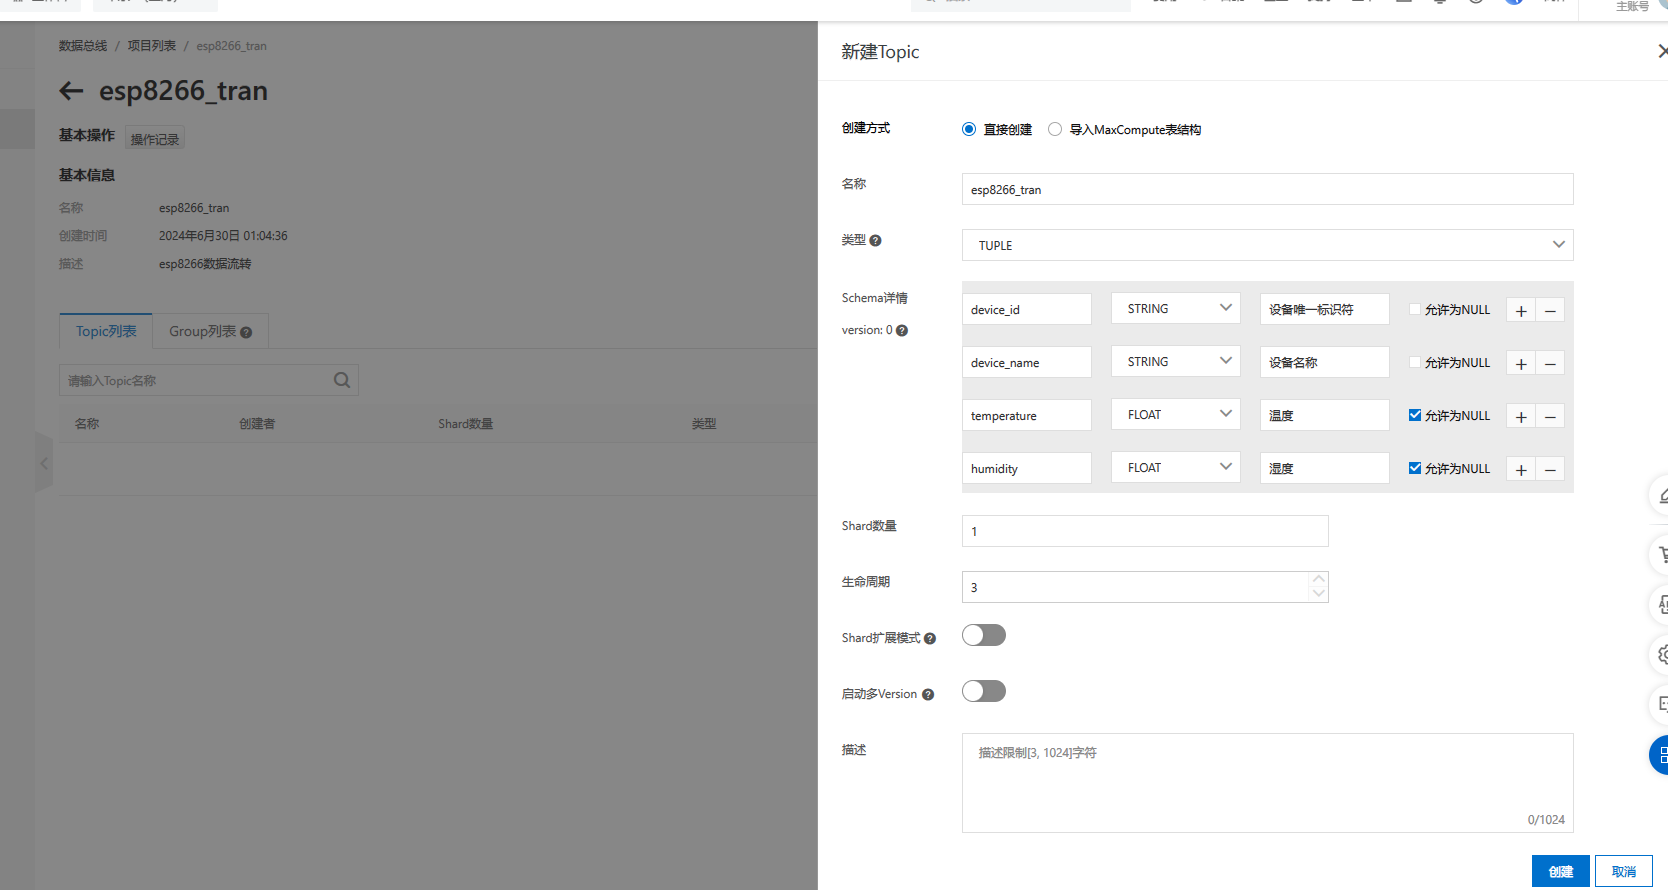 主账号
数据总线 / 项目列表 / esp8266_tran
esp8266_tran
基本操作 操作记录
基本信息
名称 esp8266_tran
创建时间 2024年6月30日 01:04:36
描述 esp8266数据流转
Topic列表 Group列表
请输入Topic名称
名称 创建者 Shard数量 类型
新建Topic
创建方式 直接创建 导入MaxCompute表结构
名称 esp8266_tran
类型 TUPLE
Schema详情
version: 0
device_id STRING 设备唯一标识符 允许为NULL
device_name STRING 设备名称 允许为NULL
temperature FLOAT 温度 允许为NULL
humidity FLOAT 湿度 允许为NULL
Shard数量 1
生命周期 3
Shard扩展模式
启动多Version
描述 描述限制[3, 1024]字符
0/1024
创建 取消